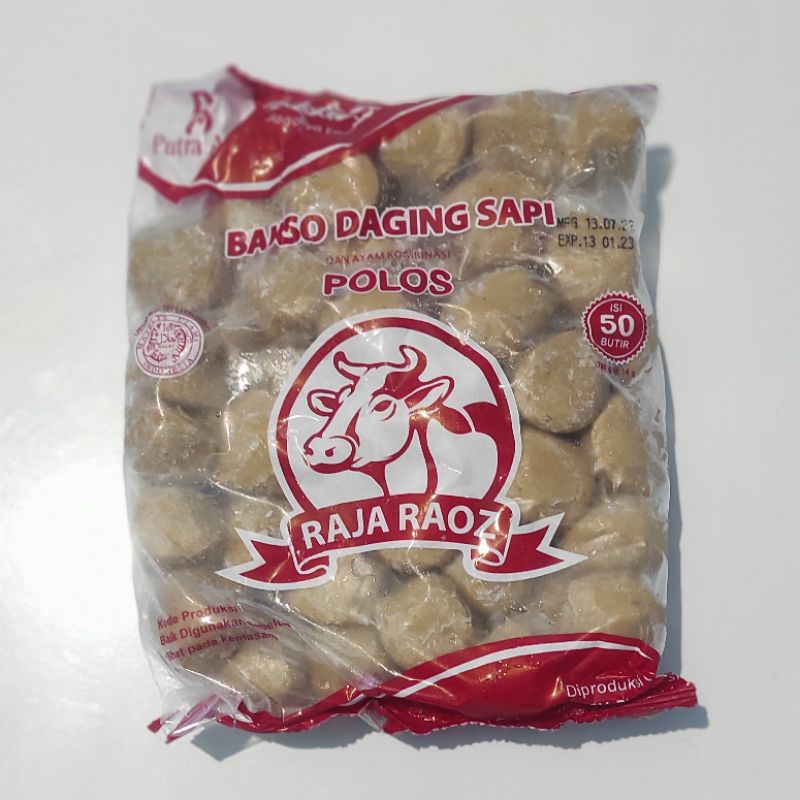 Putra
BAKSO DAGING SAPI
MFG 13.07.22
EXP.13 01.23
DAN AYAM KOMBINASI
POLOS
ISI
50
BUTIR
HALAL
RAJA RAOZ
Kode Produksi
Baik Digunakan
lihat pada kemasan
Diproduksi